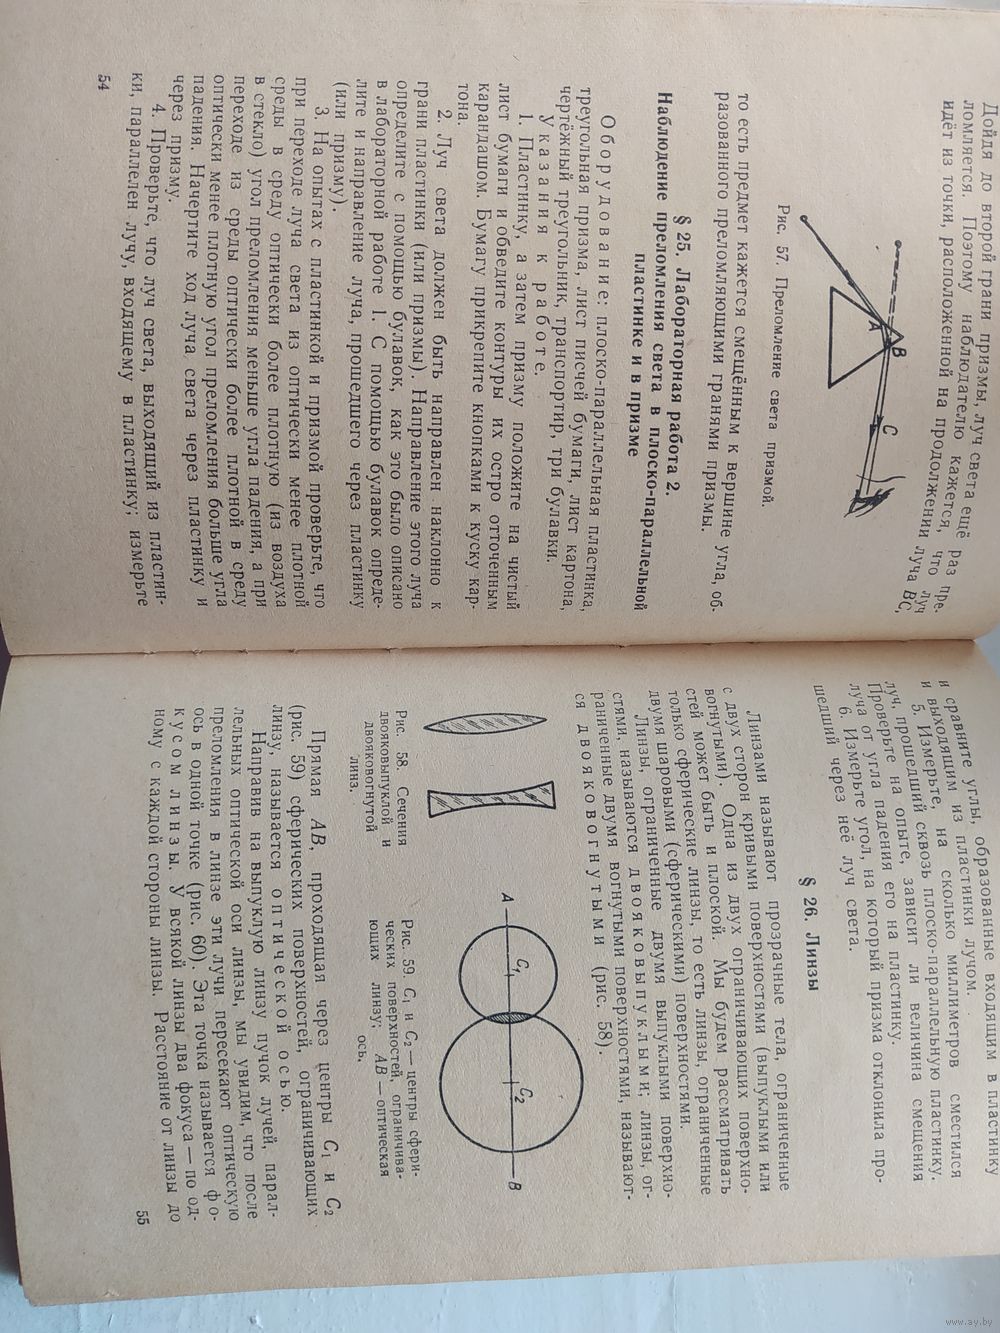 Дойдя до второй грани призмы, луч света ещё раз пре-
ломляется. Поэтому наблюдателю кажется, что луч
идёт из точки, расположенной на продолжении луча BC,
A
B
C
Рис. 57. Преломление света призмой.
то есть предмет кажется смещённым к вершине угла, об-
разованного преломляющими гранями призмы.
§ 25. Лабораторная работа 2.
Наблюдение преломления света в плоско-параллельной
пластинке и в призме
Оборудование: плоско-параллельная пластинка,
треугольная призма, лист писчей бумаги, лист картона,
чертёжный треугольник, транспортир, три булавки.
Указания к работе.
1. Пластинку, а затем призму положите на чистый
лист бумаги и обведите контуры их остро отточенным
карандашом. Бумагу прикрепите кнопками к куску кар-
тона.
2. Луч света должен быть направлен наклонно к
грани пластинки (или призмы). Направление этого луча
определите с помощью булавок, как это было описано
в лабораторной работе 1. С помощью булавок опреде-
лите и направление луча, прошедшего через пластинку
(или призму).
3. На опытах с пластинкой и призмой проверьте, что
при переходе луча света из оптически менее плотной
среды в среду оптически более плотную (из воздуха
в стекло) угол преломления меньше угла падения, а при
переходе из среды оптически более плотной в среду
оптически менее плотную угол преломления больше угла
падения. Начертите ход луча света через пластинку и
через призму.
4. Проверьте, что луч света, выходящий из пластин-
ки, параллелен лучу, входящему в пластинку; измерьте
54
и сравните углы, образованные входящим в пластинку
и выходящим из пластинки лучом.
5. Измерьте, на сколько миллиметров сместился
луч, прошедший сквозь плоско-параллельную пластинку.
Проверьте на опыте, зависит ли величина смещения
луча от угла падения его на пластинку.
6. Измерьте угол, на который призма отклонила про-
шедший через неё луч света.
§ 26. Линзы
Линзами называют прозрачные тела, ограниченные
с двух сторон кривыми поверхностями (выпуклыми или
вогнутыми). Одна из двух ограничивающих поверхно-
стей может быть и плоской. Мы будем рассматривать
только сферические линзы, то есть линзы, ограниченные
двумя шаровыми (сферическими) поверхностями.
Линзы, ограниченные двумя выпуклыми поверхно-
стями, называются двояковыпуклыми; линзы, ог-
раниченные двумя вогнутыми поверхностями, называют-
ся двояковогнутыми (рис. 58).
Рис. 58. Сечения
двояковыпуклой и
двояковогнутой
линз.
A
C₁
C₂
B
Рис. 59. C₁ и C₂ — центры сфери-
ческих поверхностей, ограничива-
ющих линзу; AB — оптическая
ось.
Прямая AB, проходящая через центры C₁ и C₂
(рис. 59) сферических поверхностей, ограничивающих
линзу, называется оптической осью.
Направив на выпуклую линзу пучок лучей, парал-
лельных оптической оси линзы, мы увидим, что после
преломления в линзе эти лучи пересекают оптическую
ось в одной точке (рис. 60). Эта точка называется фо-
кусом линзы. У всякой линзы два фокуса — по од-
ному с каждой стороны линзы. Расстояние от линзы до
55
www.ay.by